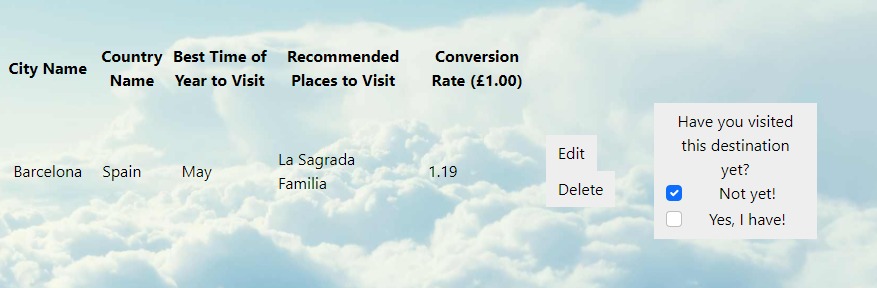 City Name
Country Name
Best Time of Year to Visit
Recommended Places to Visit
Conversion Rate (£1.00)
Barcelona
Spain
May
La Sagrada Familia
1.19
Edit
Delete
Have you visited
this destination
yet?
Not yet!
Yes, I have!